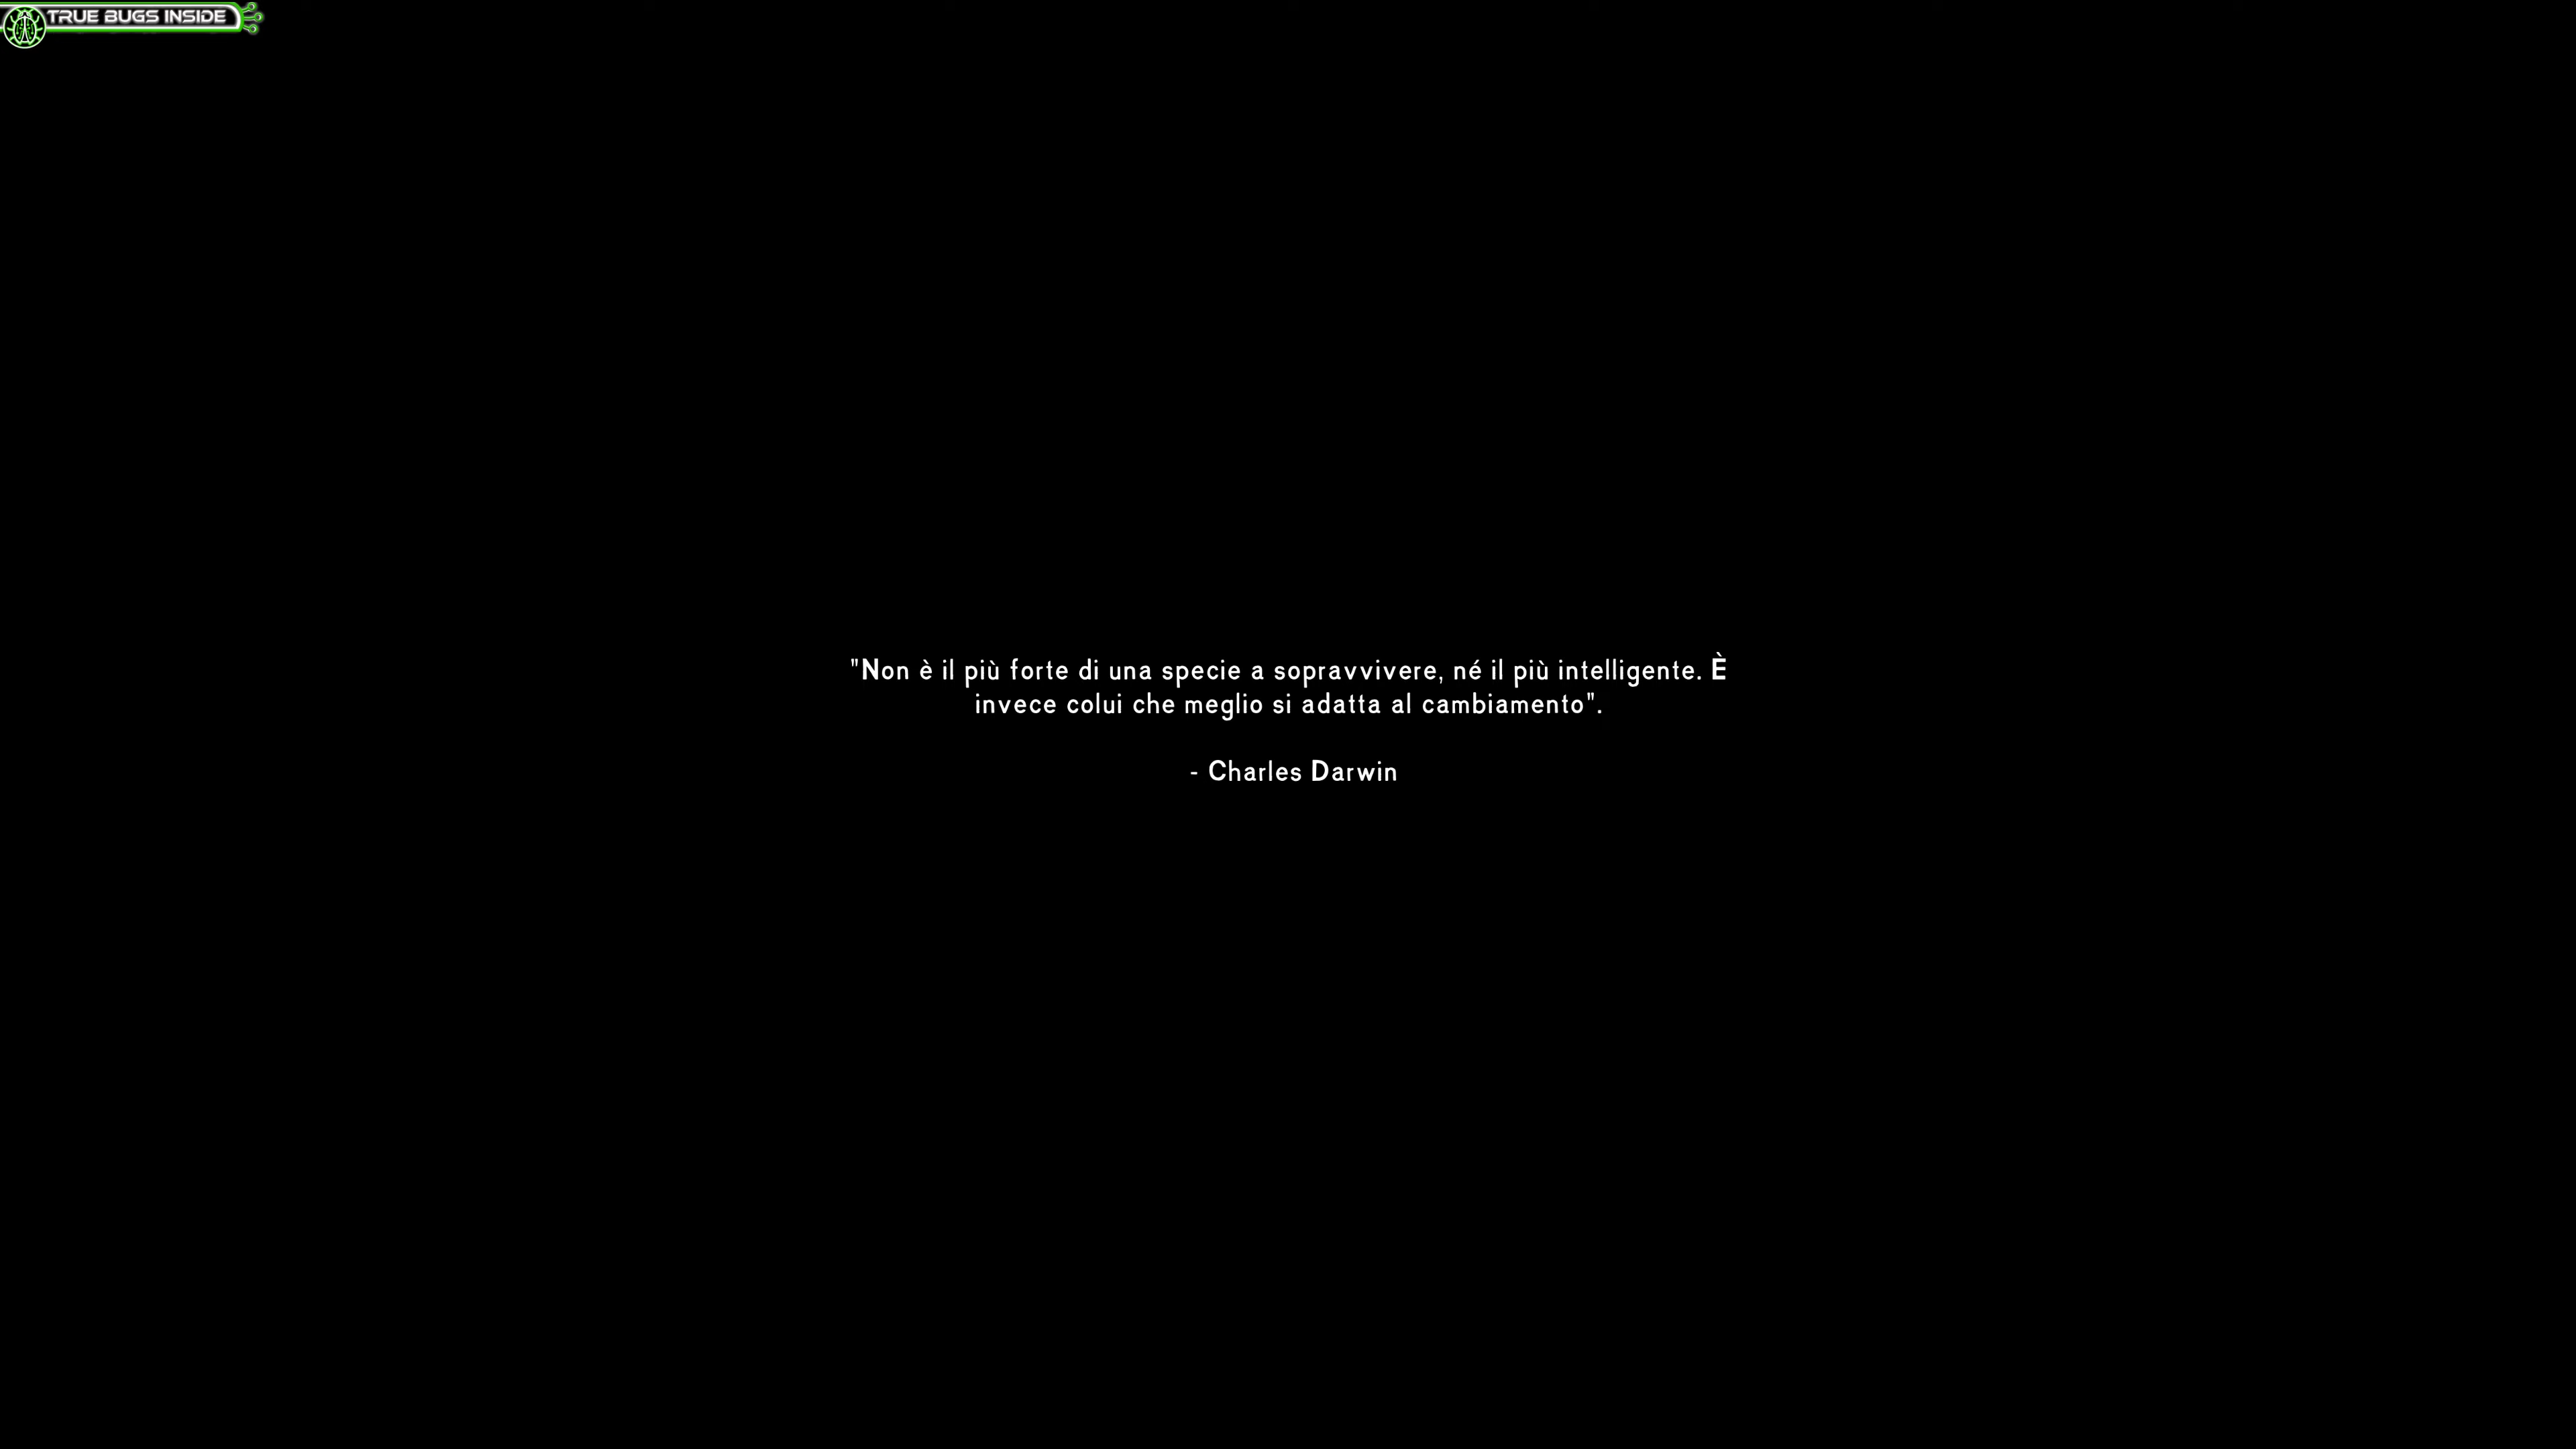 TRUE BUGS INSIDE
"Non è il più forte di una specie a sopravvivere, né il più intelligente. È
invece colui che meglio si adatta al cambiamento".
- Charles Darwin